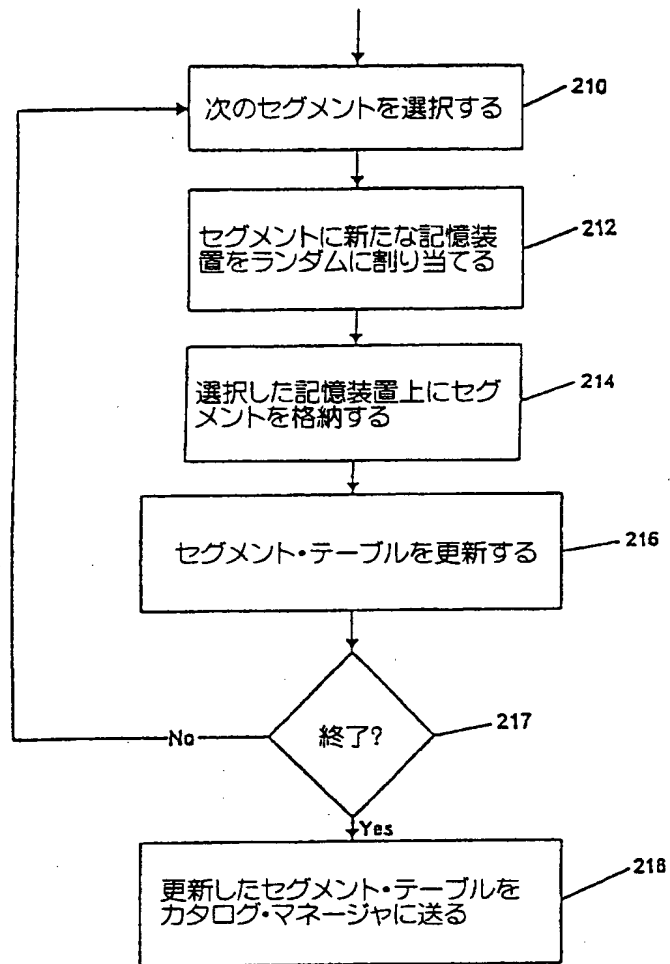 次のセグメントを選択する
210
セグメントに新たな記憶装
置をランダムに割り当てる
212
選択した記憶装置上にセグ
メントを格納する
214
セグメント・テーブルを更新する
216
終了?
217
No
Yes
更新したセグメント・テーブルを
カタログ・マネージャに送る
218